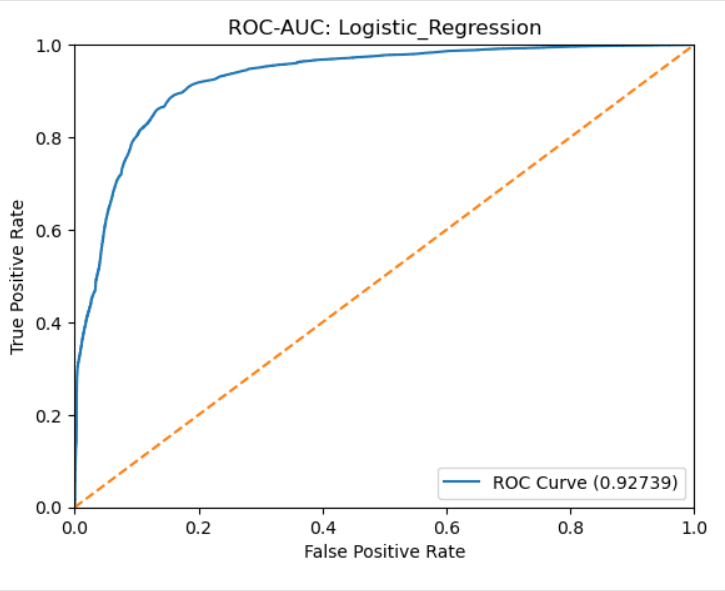 ROC-AUC: Logistic_Regression
1.0
0.8
0.6
0.4
0.2
0.0
True Positive Rate
ROC Curve (0.92739)
0.0 0.2 0.4 0.6 0.8 1.0
False Positive Rate